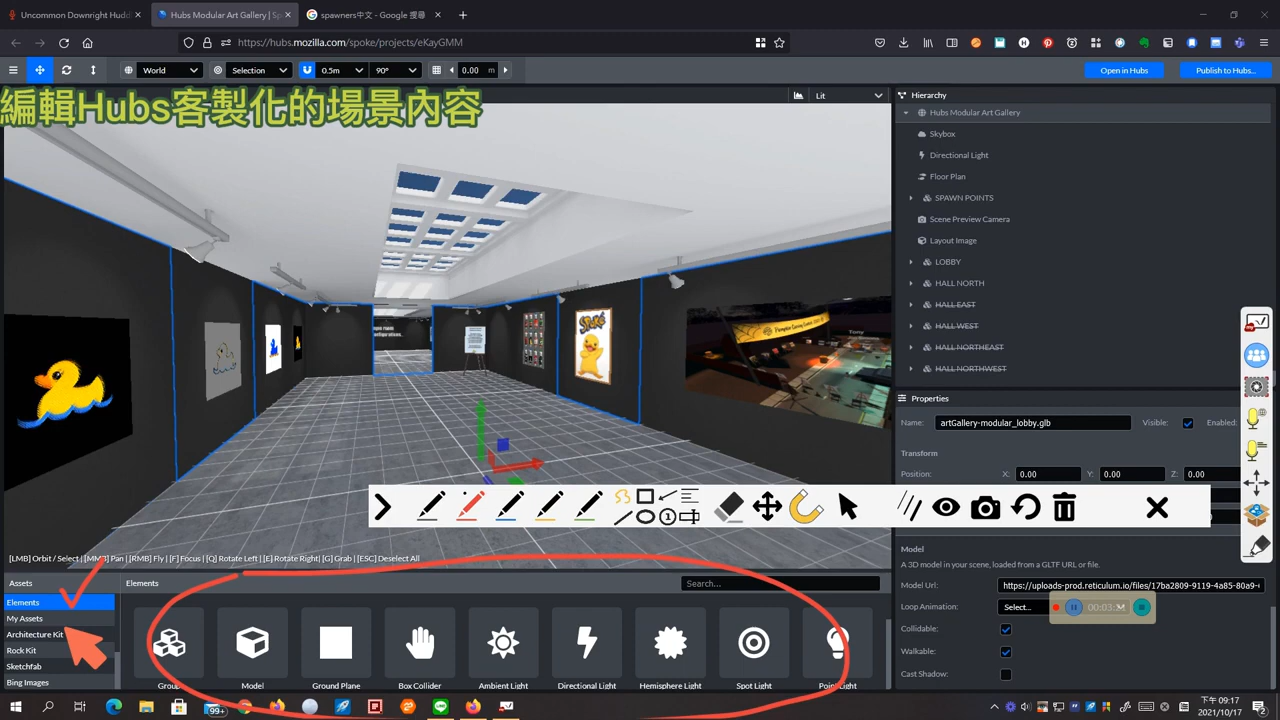 Uncommon Downright Hudd
Hubs Modular Art Gallery | Sp
spawners中文 - Google 搜尋
https://hubs.mozilla.com/spoke/projects/eKayGMM
World
Selection
0.5m
90°
0.00 m
Open in Hubs
Publish to Hubs...
編輯Hubs客製化的場景內容
Lit
Hierarchy
Hubs Modular Art Gallery
Skybox
Directional Light
Floor Plan
SPAWN POINTS
Scene Preview Camera
Layout Image
LOBBY
HALL NORTH
HALL EAST
HALL WEST
HALL NORTHEAST
HALL NORTHWEST
SPOKE
Tony
Properties
Name:
artGallery-modular_lobby.glb
Visible:
Enabled:
Transform
Position:
X: 0.00
Y: 0.00
Z: 0.00
[LMB] Orbit / Select | [MMB] Pan | [RMB] Fly | [F] Focus | [Q] Rotate Left | [E] Rotate Right | [G] Grab | [ESC] Deselect All
Model
A 3D model in your scene, loaded from a GLTF URL or file.
Model Url:
https://uploads-prod.reticulum.io/files/17ba2809-9119-4a85-80a9-
Loop Animation:
Select...
Collidable:
Walkable:
Cast Shadow:
Assets
Elements
My Assets
Architecture Kit
Rock Kit
Sketchfab
Bing Images
Elements
Search...
Group
Model
Ground Plane
Box Collider
Ambient Light
Directional Light
Hemisphere Light
Spot Light
Point Light
99+
下午 09:17
2021/10/17
2